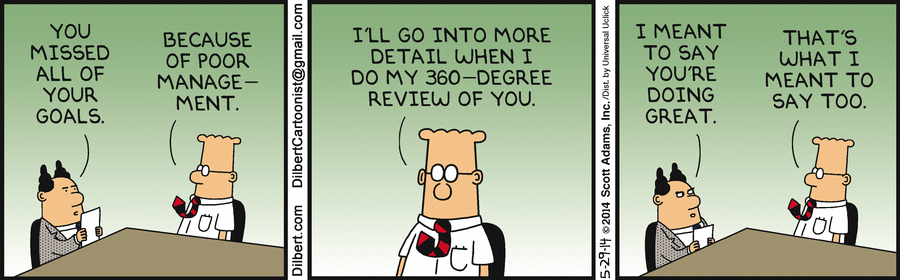 YOU
MISSED
ALL OF
YOUR
GOALS.
BECAUSE
OF POOR
MANAGE–
MENT.
Dilbert.com DilbertCartoonist@gmail.com
I'LL GO INTO MORE
DETAIL WHEN I
DO MY 360–DEGREE
REVIEW OF YOU.
5-29-14 © 2014 Scott Adams, Inc. /Dist. by Universal Uclick
I MEANT
TO SAY
YOU'RE
DOING
GREAT.
THAT'S
WHAT I
MEANT TO
SAY TOO.